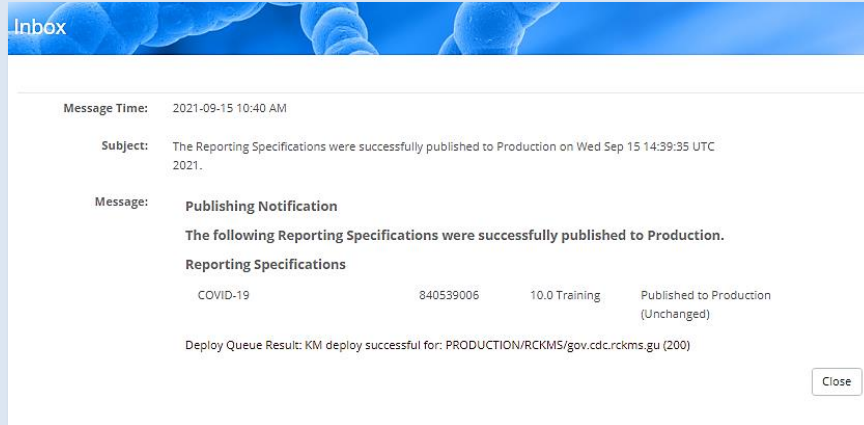 Inbox
Message Time: 2021-09-15 10:40 AM
Subject: The Reporting Specifications were successfully published to Production on Wed Sep 15 14:39:35 UTC
2021.
Message: Publishing Notification
The following Reporting Specifications were successfully published to Production.
Reporting Specifications
COVID-19 840539006 10.0 Training Published to Production
(Unchanged)
Deploy Queue Result: KM deploy successful for: PRODUCTION/RCKMS/gov.cdc.rckms.gu (200)
Close